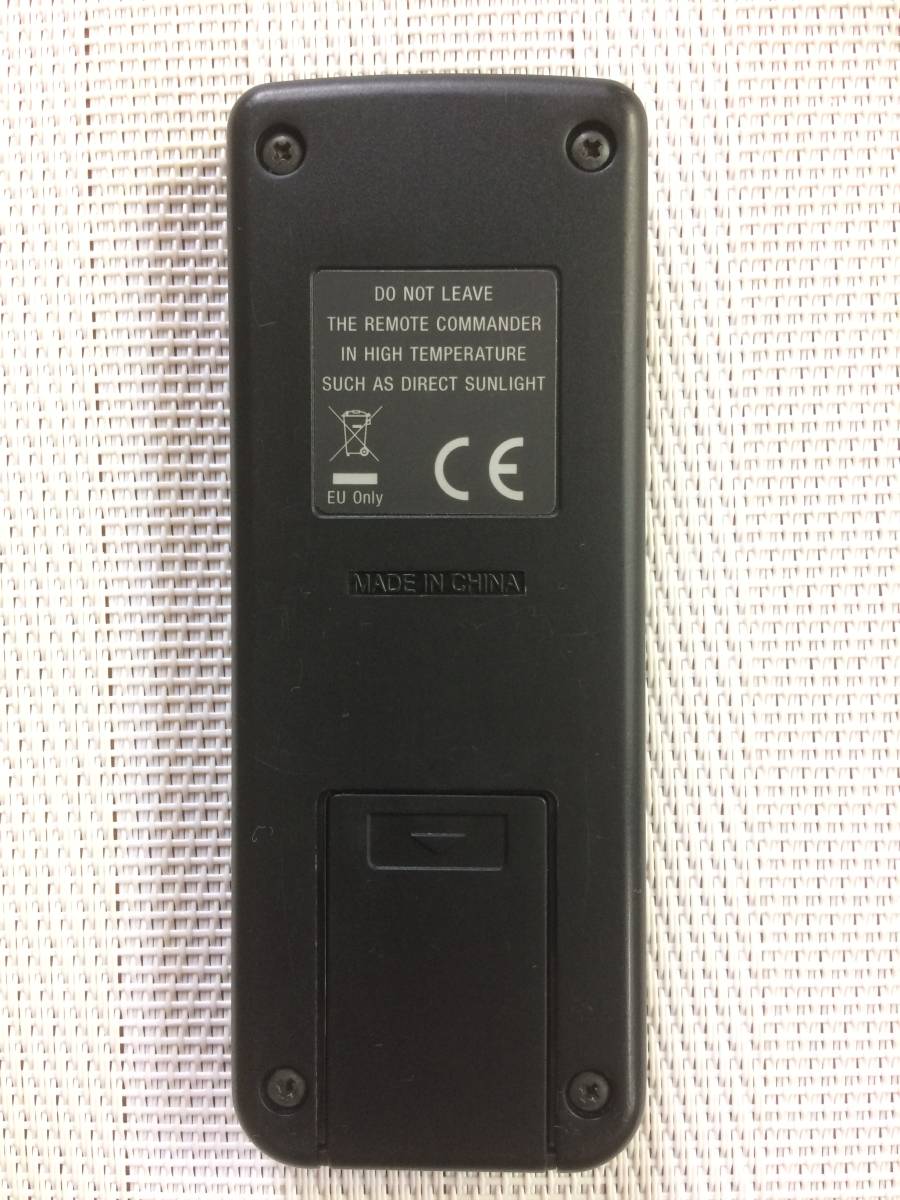 DO NOT LEAVE
THE REMOTE COMMANDER
IN HIGH TEMPERATURE
SUCH AS DIRECT SUNLIGHT
CE
EU Only
MADE IN CHINA